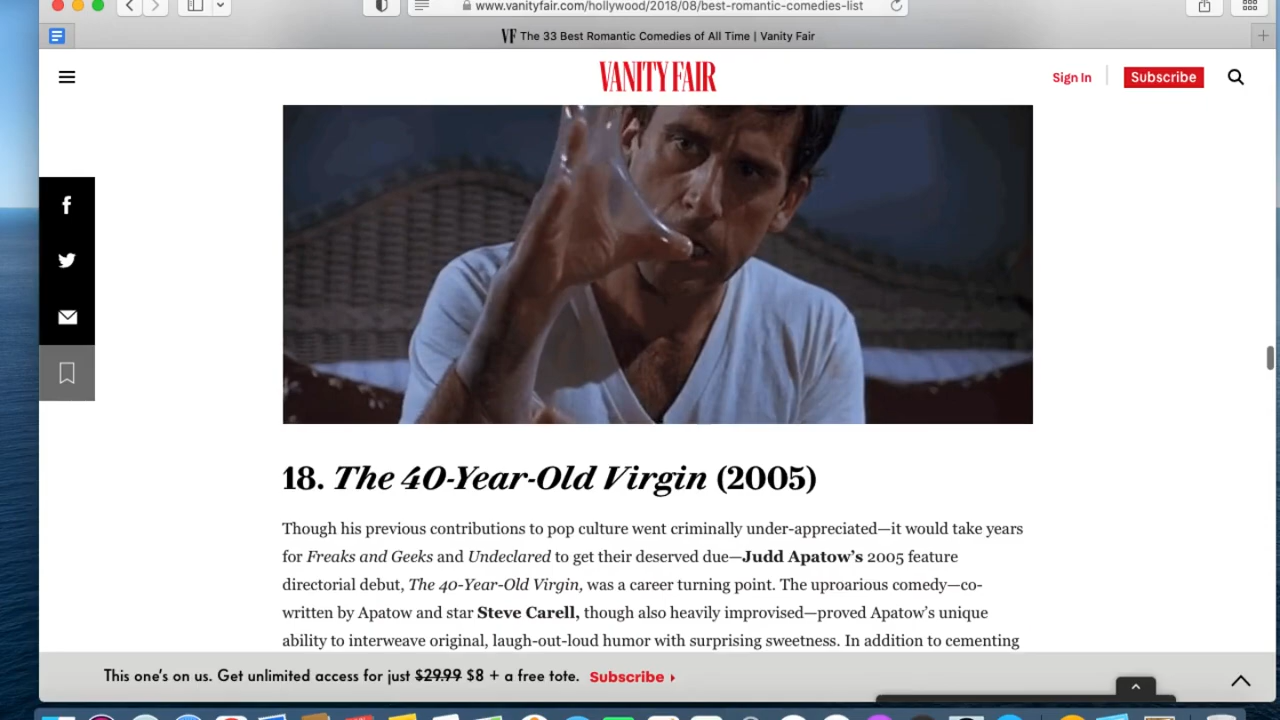 www.vanityfair.com/hollywood/2018/08/best-romantic-comedies-list
VF The 33 Best Romantic Comedies of All Time | Vanity Fair
VANITY FAIR
Sign In
Subscribe
18. The 40-Year-Old Virgin (2005)
Though his previous contributions to pop culture went criminally under-appreciated—it would take years
for Freaks and Geeks and Undeclared to get their deserved due—Judd Apatow’s 2005 feature
directorial debut, The 40-Year-Old Virgin, was a career turning point. The uproarious comedy—co-
written by Apatow and star Steve Carell, though also heavily improvised—proved Apatow’s unique
ability to interweave original, laugh-out-loud humor with surprising sweetness. In addition to cementing
This one’s on us. Get unlimited access for just $29.99 $8 + a free tote. Subscribe